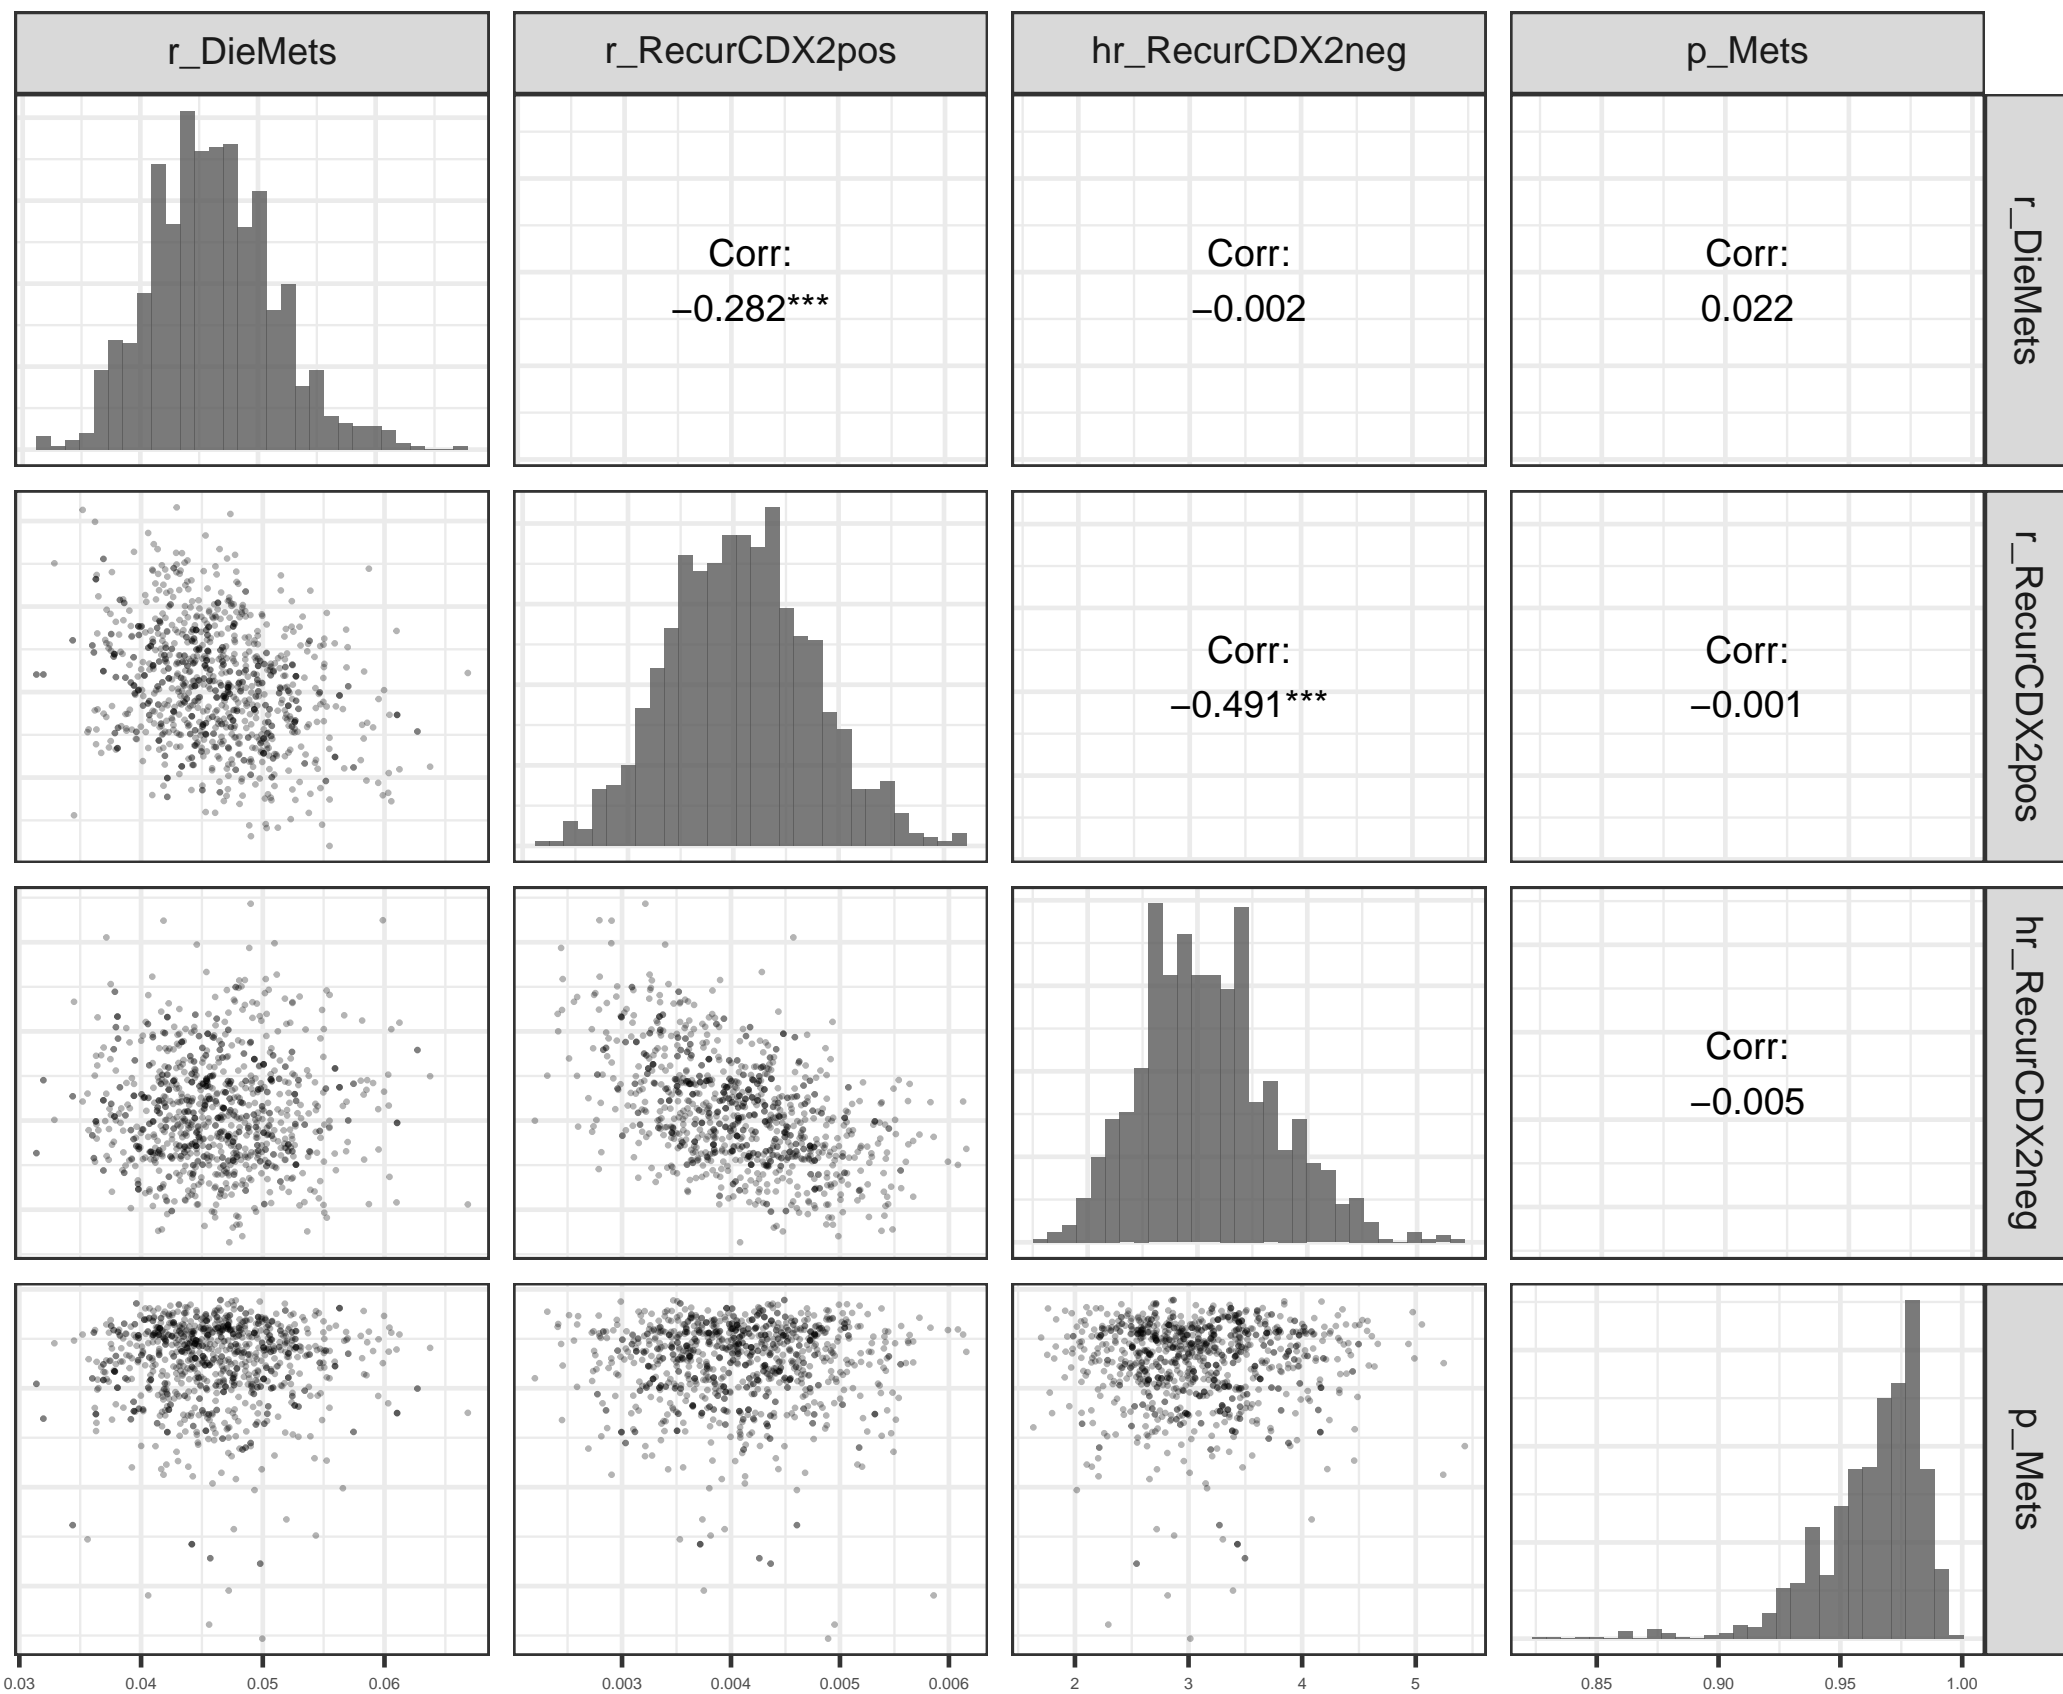 r_DieMets
r_RecurCDX2pos
hr_RecurCDX2neg
p_Mets
Corr:
−0.282***
Corr:
−0.002
Corr:
0.022
r_DieMets
Corr:
−0.491***
Corr:
−0.001
r_RecurCDX2pos
Corr:
−0.005
hr_RecurCDX2neg
p_Mets
0.03 0.04 0.05 0.06
0.003 0.004 0.005 0.006
2 3 4 5
0.85 0.90 0.95 1.00